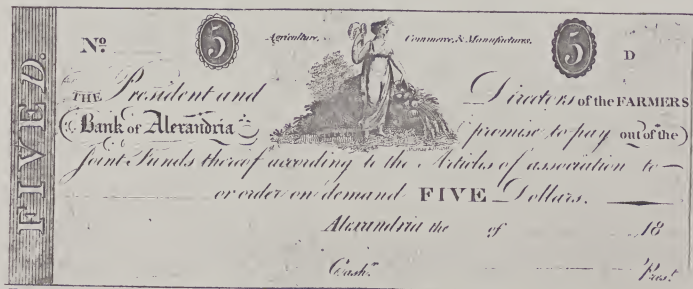 FIVE D.
Nº 5 Agriculture, Commerce, & Manufactures. 5 D
THE President and Directors of the FARMERS
Bank of Alexandria promise to pay out of the
Joint Funds thereof according to the Articles of association to
or order on demand FIVE Dollars.
Alexandria the of 18
Cash.r Pres.t